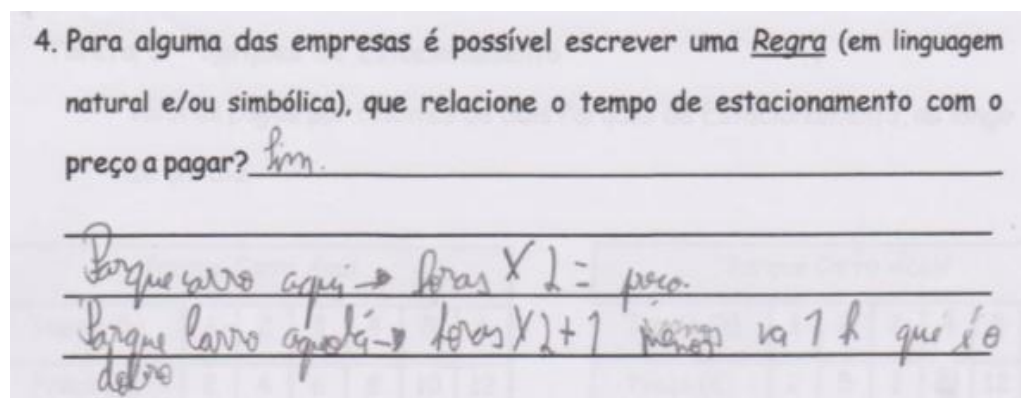 4. Para alguma das empresas é possível escrever uma Regra (em linguagem
natural e/ou simbólica), que relacione o tempo de estacionamento com o
preço a pagar? Sim.
Parque carro aqui → horas X 2 = preço.
Parque Carro acolá → horas X 2 + 1 menos na 1 h que é o
dobro